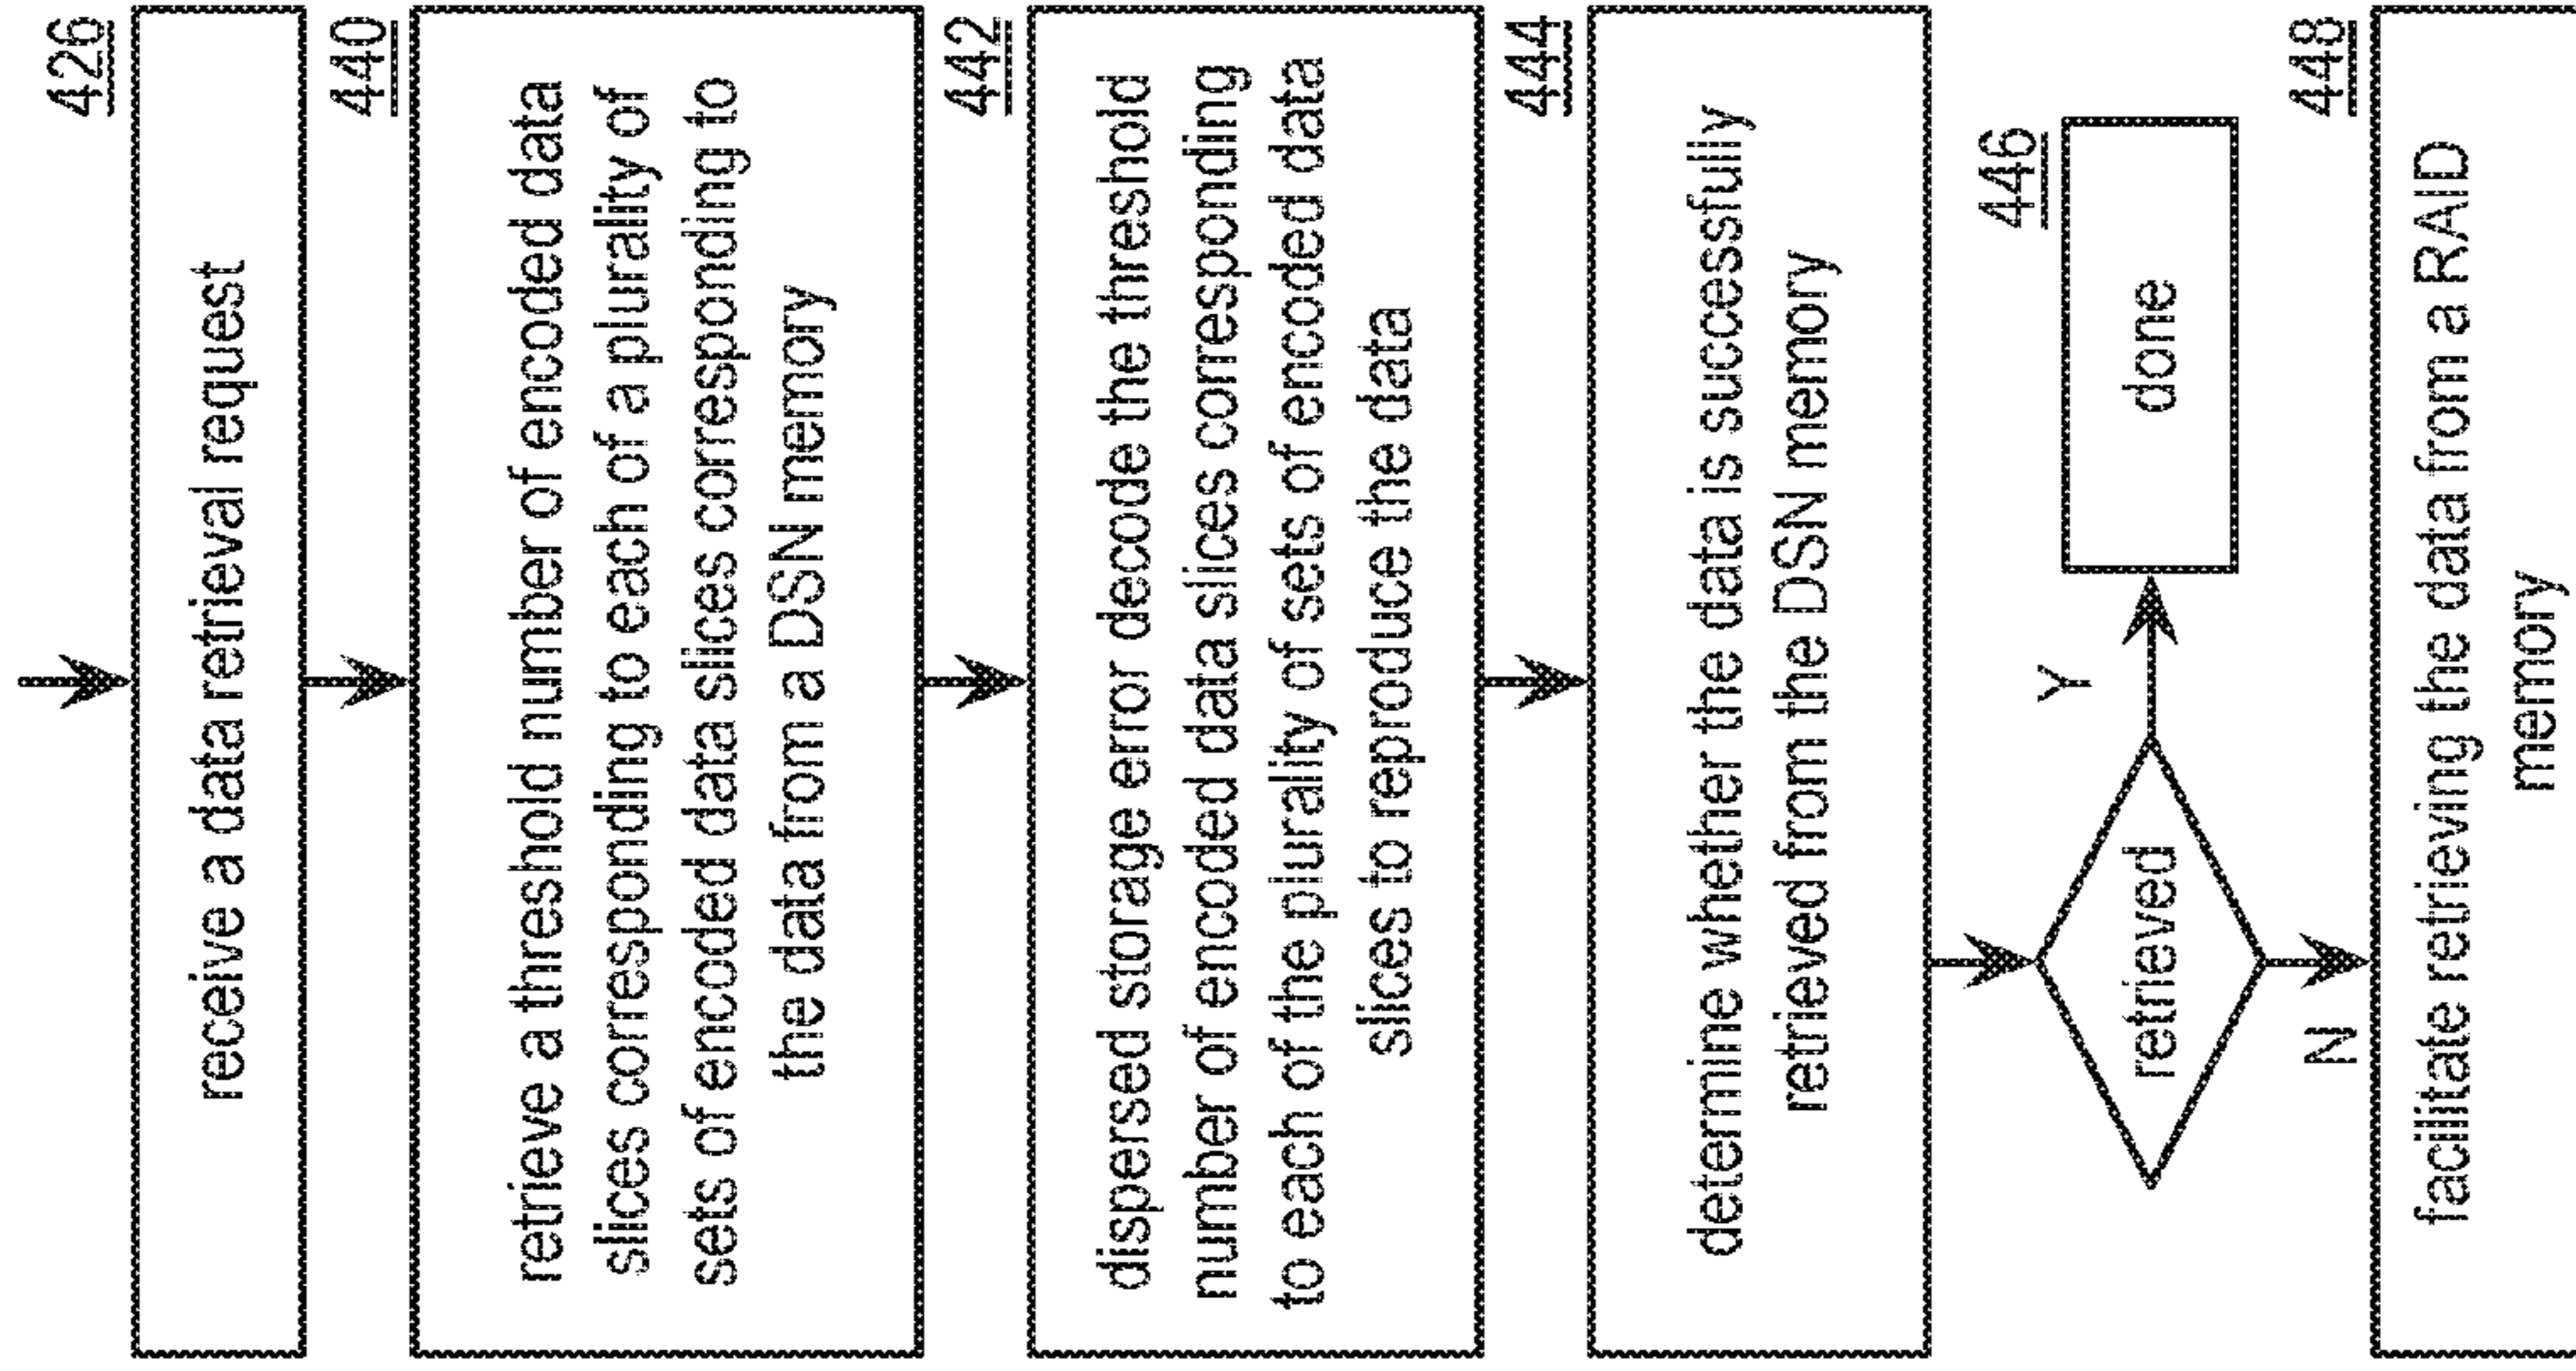 426
receive a data retrieval request
440
retrieve a threshold number of encoded data
slices corresponding to each of a plurality of
sets of encoded data slices corresponding to
the data from a DSN memory
442
dispersed storage error decode the threshold
number of encoded data slices corresponding
to each of the plurality of sets of encoded data
slices to reproduce the data
444
determine whether the data is successfully
retrieved from the DSN memory
446
retrieved
Y
done
N
448
facilitate retrieving the data from a RAID
memory